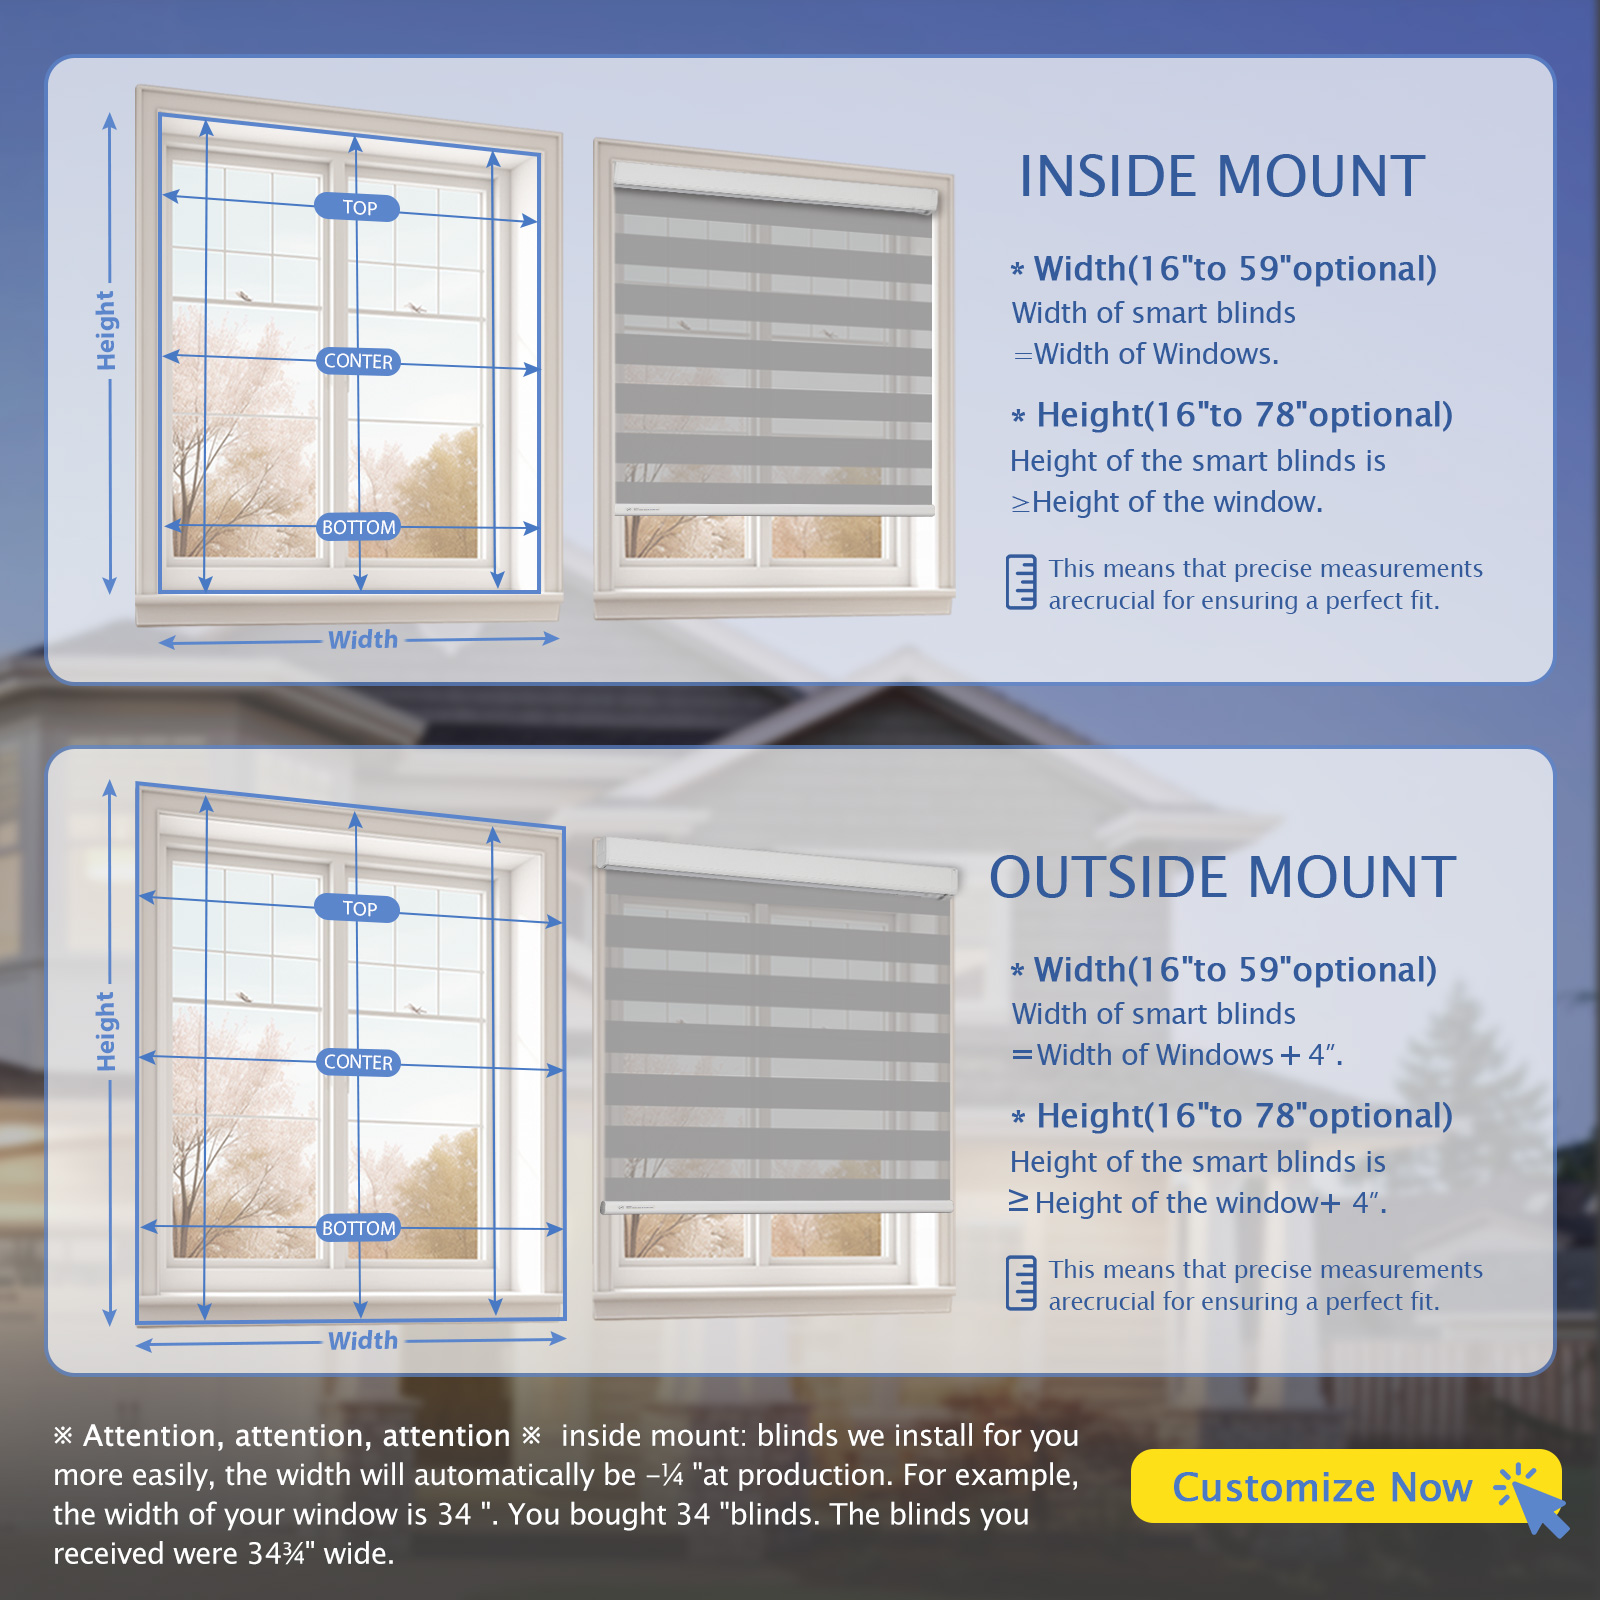 INSIDE MOUNT
* Width(16"to 59"optional)
Width of smart blinds
=Width of Windows.
* Height(16"to 78"optional)
Height of the smart blinds is
≥Height of the window.
This means that precise measurements
arecrucial for ensuring a perfect fit.
Height
TOP
CONTER
BOTTOM
Width
OUTSIDE MOUNT
* Width(16"to 59"optional)
Width of smart blinds
=Width of Windows + 4″.
* Height(16"to 78"optional)
Height of the smart blinds is
≥ Height of the window+ 4″.
This means that precise measurements
arecrucial for ensuring a perfect fit.
Height
TOP
CONTER
BOTTOM
Width
※ Attention, attention, attention ※ inside mount: blinds we install for you
more easily, the width will automatically be –¼ "at production. For example,
the width of your window is 34 ". You bought 34 "blinds. The blinds you
received were 34¾" wide.
Customize Now